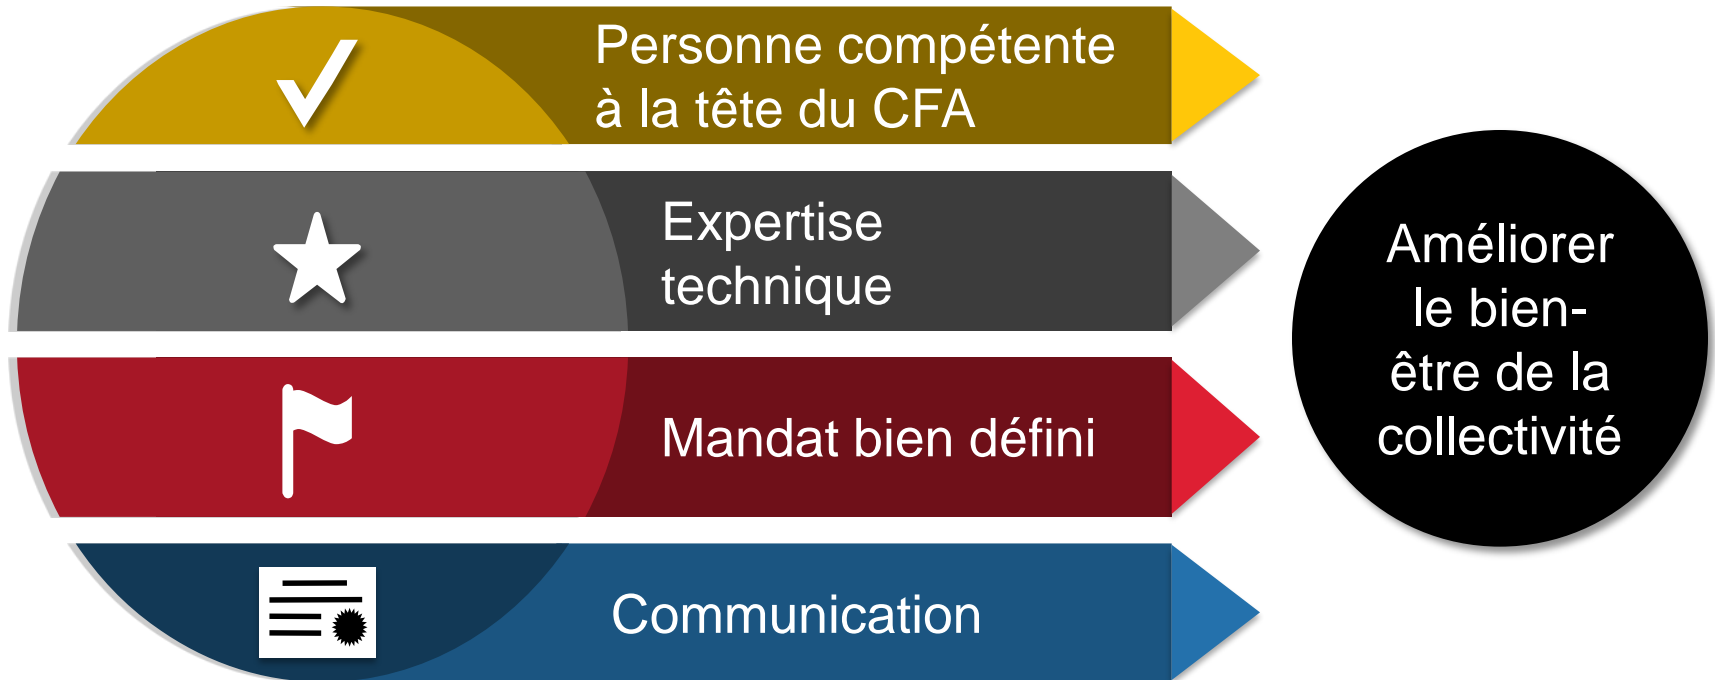 Personne compétente
à la tête du CFA
Expertise
technique
Mandat bien défini
Communication
Améliorer
le bien-
être de la
collectivité